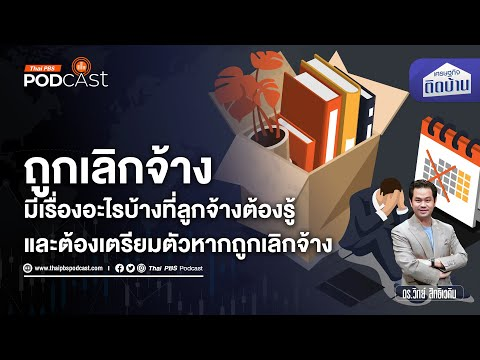 Thai PBS
PODCAST
เศรษฐกิจ
ติดบ้าน
ถูกเลิกจ้าง
มีเรื่องอะไรบ้างที่ลูกจ้างต้องรู้
และต้องเตรียมตัวหากถูกเลิกจ้าง
www.thaipbspodcast.com | Thai PBS Podcast
ดร.วิทย์ สิทธิเวคิน